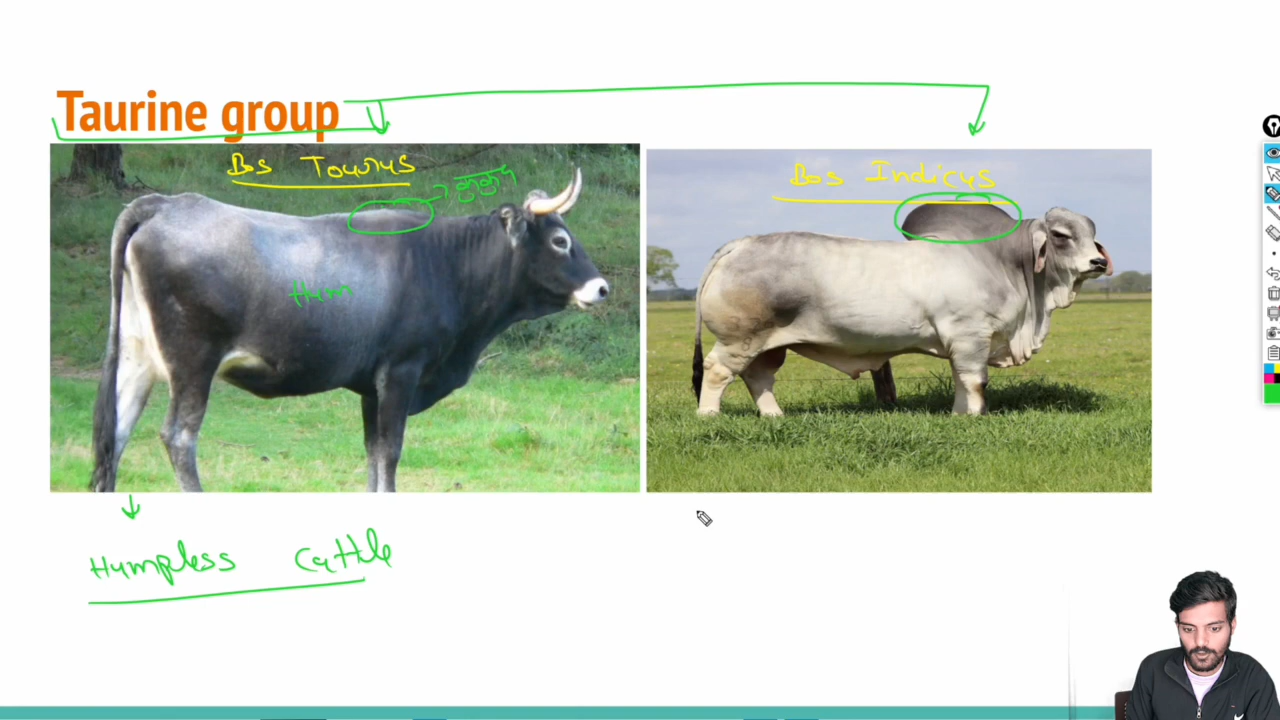 Taurine group
Bos Taurus
Bos Indicus
कुकुप
Hum
Humpless Cattle